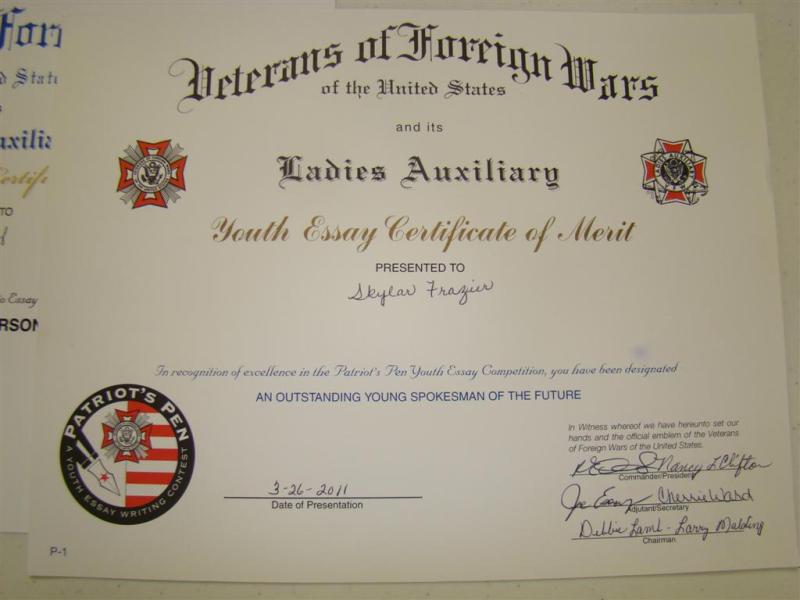 Veterans of Foreign Wars
of the United States
and its
Ladies Auxiliary
Youth Essay Certificate of Merit
PRESENTED TO
Skylar Frazier
In recognition of excellence in the Patriot's Pen Youth Essay Competition, you have been designated
AN OUTSTANDING YOUNG SPOKESMAN OF THE FUTURE
PATRIOT'S PEN
A YOUTH ESSAY WRITING CONTEST
3-26-2011
Date of Presentation
In Witness whereof we have hereunto set our
hands and the official emblem of the Veterans
of Foreign Wars of the United States.
Nancy L Clifton
Commander/President
Cherrie Ward
Adjutant/Secretary
Debbie Lamb - Larry
Chairman
P-1
TO
Essay
RSON